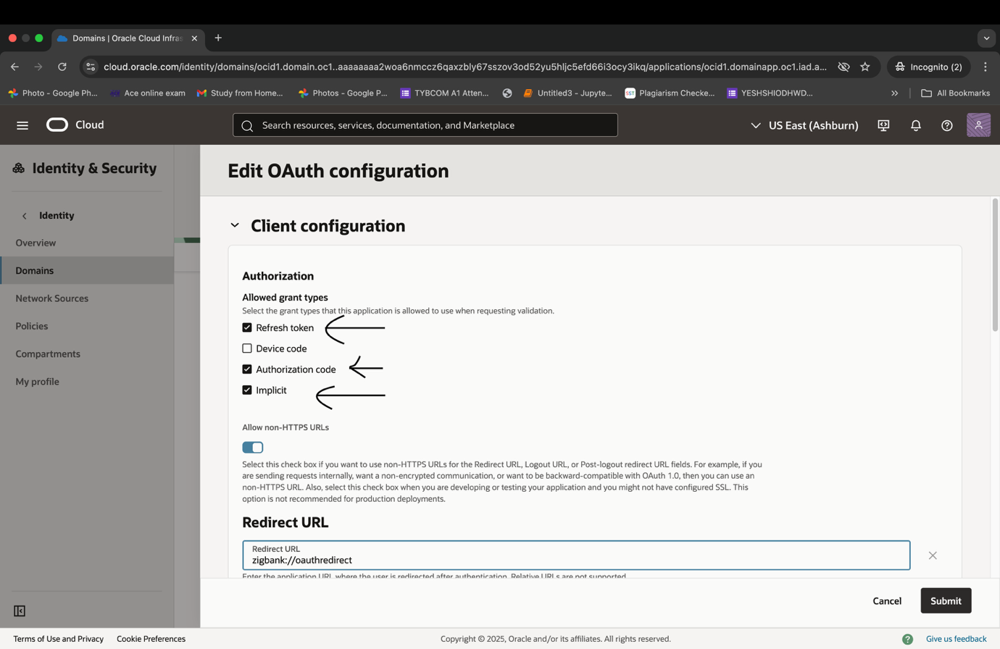 Domains | Oracle Cloud Infras
cloud.oracle.com/identity/domains/ocid1.domain.oc1..aaaaaaaa2woa6nmccz6qaxzbly67sszov3od52yu5hljc5efd66i3ocy3ikq/applications/ocid1.domainapp.oc1.iad.a...
Incognito (2)
Photo - Google Ph...
Ace online exam
Study from Home...
Photos - Google P...
TYBCOM A1 Atten...
Untitled3 - Jupyte...
SST
Plagiarism Checke...
YESHSHIODHWD...
All Bookmarks
Cloud
Search resources, services, documentation, and Marketplace
US East (Ashburn)
Identity & Security
Identity
Overview
Domains
Network Sources
Policies
Compartments
My profile
Edit OAuth configuration
Client configuration
Authorization
Allowed grant types
Select the grant types that this application is allowed to use when requesting validation.
Refresh token
Device code
Authorization code
Implicit
Allow non-HTTPS URLs
Select this check box if you want to use non-HTTPS URLs for the Redirect URL, Logout URL, or Post-logout redirect URL fields. For example, if you
are sending requests internally, want a non-encrypted communication, or want to be backward-compatible with OAuth 1.0, then you can use an
non-HTTPS URL. Also, select this check box when you are developing or testing your application and you might not have configured SSL. This
option is not recommended for production deployments.
Redirect URL
Redirect URL
zigbank://oauthredirect
Enter the application URL where the user is redirected after authentication. Relative URLs are not supported.
Cancel
Submit
Terms of Use and Privacy
Cookie Preferences
Copyright © 2025, Oracle and/or its affiliates. All rights reserved.
Give us feedback